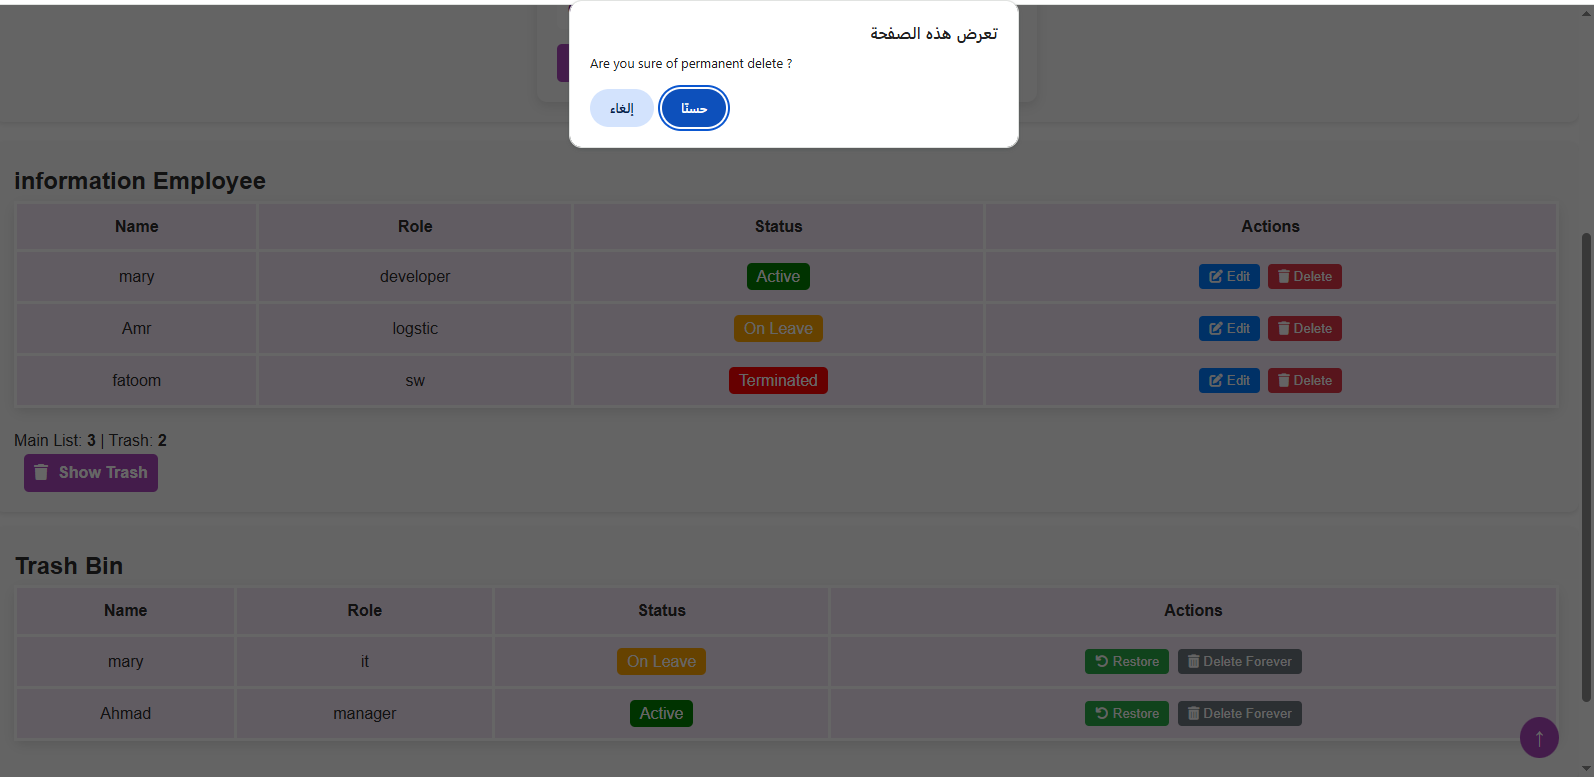 تعرض هذه الصفحة
Are you sure of permanent delete ?
حسنًا إلغاء
information Employee
Name Role Status Actions
mary developer Active Edit Delete
Amr logstic On Leave Edit Delete
fatoom sw Terminated Edit Delete
Main List: 3 | Trash: 2
Show Trash
Trash Bin
Name Role Status Actions
mary it On Leave Restore Delete Forever
Ahmad manager Active Restore Delete Forever
↑